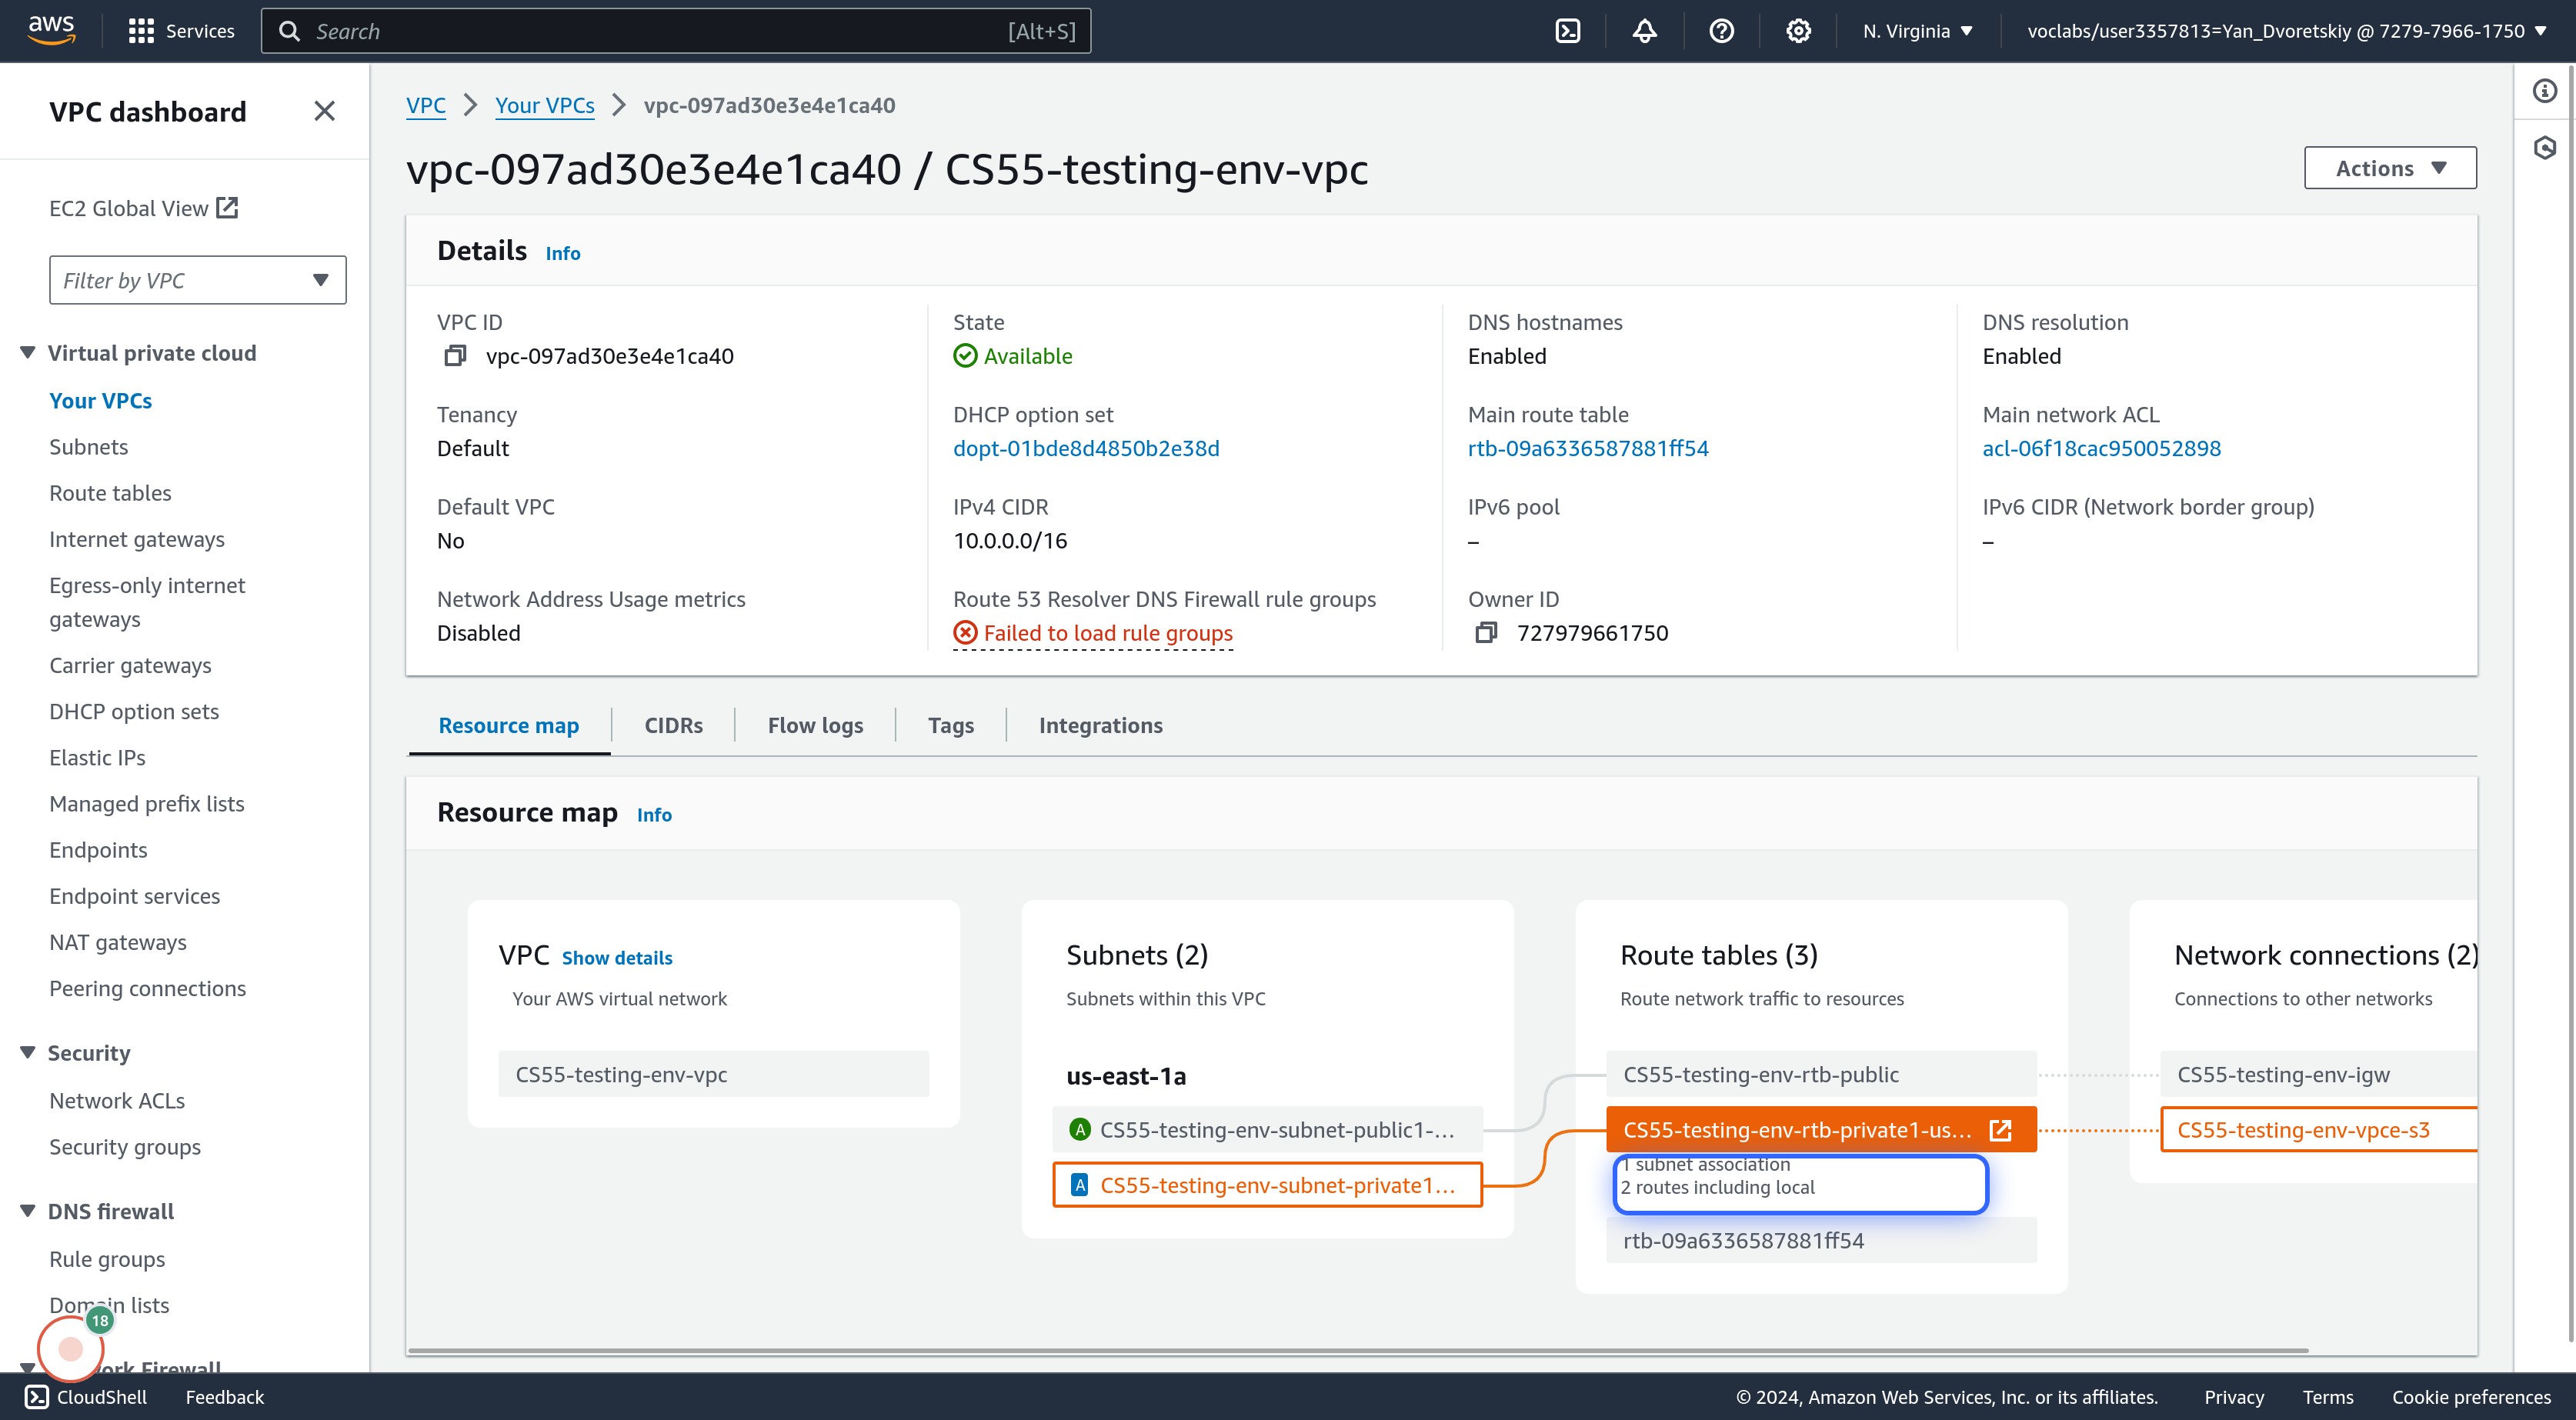 aws
Services
Search
[Alt+S]
N. Virginia
voclabs/user3357813=Yan_Dvoretskiy @ 7279-7966-1750
VPC dashboard
EC2 Global View
Filter by VPC
Virtual private cloud
Your VPCs
Subnets
Route tables
Internet gateways
Egress-only internet
gateways
Carrier gateways
DHCP option sets
Elastic IPs
Managed prefix lists
Endpoints
Endpoint services
NAT gateways
Peering connections
Security
Network ACLs
Security groups
DNS firewall
Rule groups
Domain lists
18
Firewall
VPC
Your VPCs
vpc-097ad30e3e4e1ca40
vpc-097ad30e3e4e1ca40 / CS55-testing-env-vpc
Actions
Details
Info
VPC ID
vpc-097ad30e3e4e1ca40
State
Available
DNS hostnames
Enabled
DNS resolution
Enabled
Tenancy
Default
DHCP option set
dopt-01bde8d4850b2e38d
Main route table
rtb-09a6336587881ff54
Main network ACL
acl-06f18cac950052898
Default VPC
No
IPv4 CIDR
10.0.0.0/16
IPv6 pool
–
IPv6 CIDR (Network border group)
–
Network Address Usage metrics
Disabled
Route 53 Resolver DNS Firewall rule groups
Failed to load rule groups
Owner ID
727979661750
Resource map
CIDRs
Flow logs
Tags
Integrations
Resource map
Info
VPC
Show details
Your AWS virtual network
CS55-testing-env-vpc
Subnets (2)
Subnets within this VPC
us-east-1a
A CS55-testing-env-subnet-public1-...
A CS55-testing-env-subnet-private1...
Route tables (3)
Route network traffic to resources
CS55-testing-env-rtb-public
CS55-testing-env-rtb-private1-us...
1 subnet association
2 routes including local
rtb-09a6336587881ff54
Network connections (2)
Connections to other networks
CS55-testing-env-igw
CS55-testing-env-vpce-s3
CloudShell
Feedback
© 2024, Amazon Web Services, Inc. or its affiliates.
Privacy
Terms
Cookie preferences